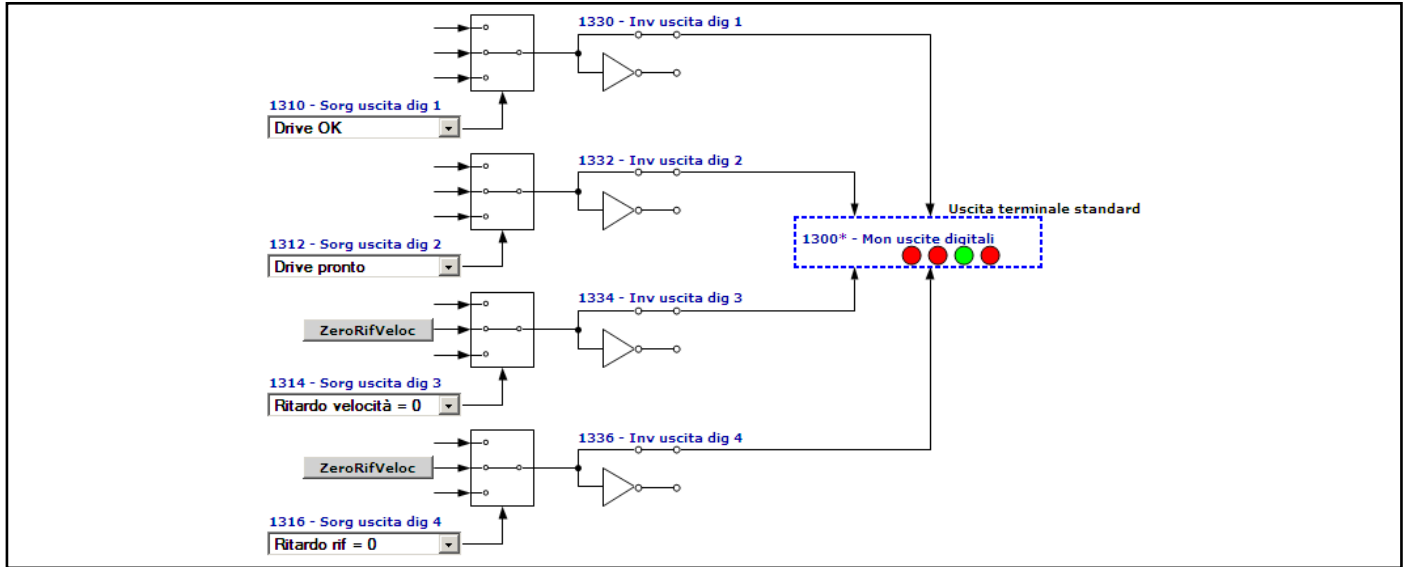 1330 - Inv uscita dig 1
1310 - Sorg uscita dig 1
Drive OK
1332 - Inv uscita dig 2
Uscita terminale standard
1300* - Mon uscite digitali
1312 - Sorg uscita dig 2
Drive pronto
1334 - Inv uscita dig 3
ZeroRifVeloc
1314 - Sorg uscita dig 3
Ritardo velocità = 0
1336 - Inv uscita dig 4
ZeroRifVeloc
1316 - Sorg uscita dig 4
Ritardo rif = 0